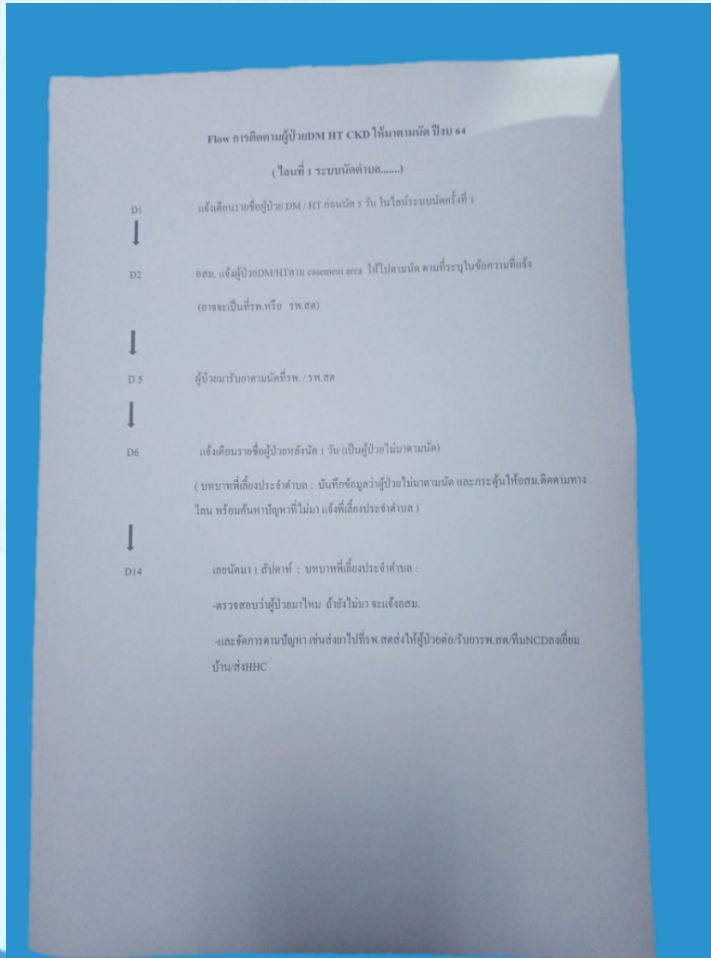 Flow การติดตามผู้ป่วยDM HT CKD ให้มาตามนัด ปีงบ 64
( ไลนที่ 1 ระบบนัดตำบล.......)
D1 แจ้งเตือนรายชื่อผู้ป่วย DM / HT ก่อนนัด 5 วัน ในไลน์ระบบนัดครั้งที่ 1
D2 อสม. แจ้งผู้ป่วยDM/HTตาม casement area ให้ไปตามนัด ตามที่ระบุในข้อความที่แจ้ง
(อาจจะเป็นที่รพ.หรือ รพ.สต)
D 5 ผู้ป่วยมารับยาตามนัดที่รพ. / รพ.สต
D6 แจ้งเตือนรายชื่อผู้ป่วยหลังนัด 1 วัน (เป็นผู้ป่วยไม่มาตามนัด)
( บทบาทพี่เลี้ยงประจำตำบล : บันทึกข้อมูลว่าผู้ป่วยไม่มาตามนัด และกระตุ้นให้อสม.ติดตามทาง
ไลน พร้อมค้นหาปัญหาที่ไม่มา แจ้งพี่เลี้ยงประจำตำบล )
D14 เลยนัดมา 1 สัปดาห์ : บทบาทพี่เลี้ยงประจำตำบล :
-ตรวจสอบว่าผู้ป่วยมาไหม ถ้ายังไม่มา จะแจ้งอสม.
-และจัดการตามปัญหา เช่นส่งยาไปที่รพ.สตส่งให้ผู้ป่วยต่อ/รับยารพ.สต/ทีมNCDลงเยี่ยม
บ้าน/ส่งHHC